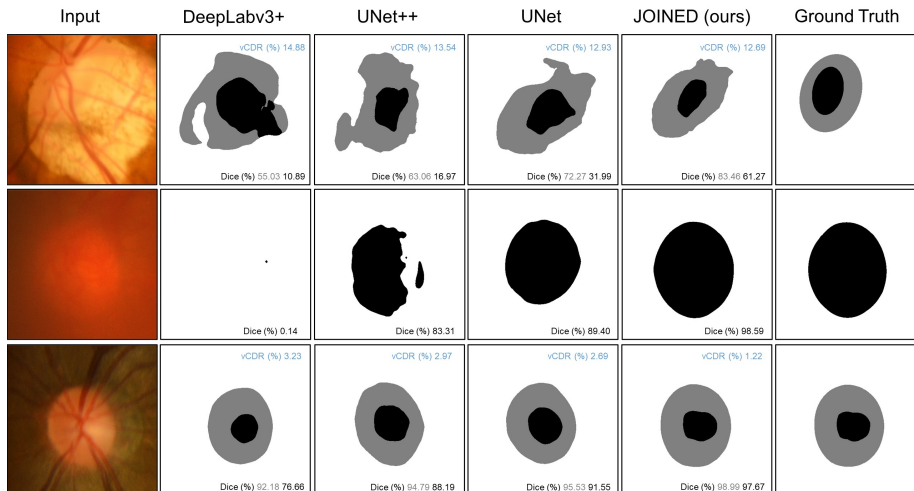 Input DeepLabv3+ UNet++ UNet JOINED (ours) Ground Truth
vCDR (%) 14.88 vCDR (%) 13.54 vCDR (%) 12.93 vCDR (%) 12.69
Dice (%) 55.03 10.89 Dice (%) 63.06 16.97 Dice (%) 72.27 31.99 Dice (%) 83.46 61.27
Dice (%) 0.14 Dice (%) 83.31 Dice (%) 89.40 Dice (%) 98.59
vCDR (%) 3.23 vCDR (%) 2.97 vCDR (%) 2.69 vCDR (%) 1.22
Dice (%) 92.18 76.66 Dice (%) 94.79 88.19 Dice (%) 95.53 91.55 Dice (%) 98.99 97.67